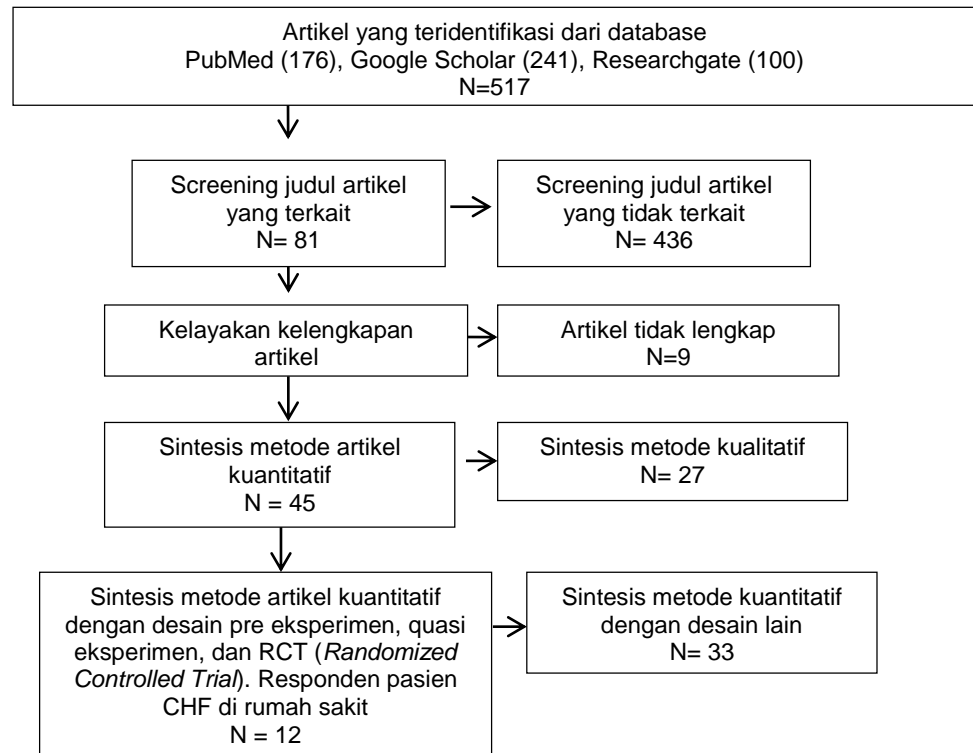 Artikel yang teridentifikasi dari database
PubMed (176), Google Scholar (241), Researchgate (100)
N=517
Screening judul artikel
yang terkait
N= 81
Screening judul artikel
yang tidak terkait
N= 436
Kelayakan kelengkapan
artikel
Artikel tidak lengkap
N=9
Sintesis metode artikel
kuantitatif
N = 45
Sintesis metode kualitatif
N= 27
Sintesis metode artikel kuantitatif
dengan desain pre eksperimen, quasi
eksperimen, dan RCT (Randomized
Controlled Trial). Responden pasien
CHF di rumah sakit
N = 12
Sintesis metode kuantitatif
dengan desain lain
N= 33